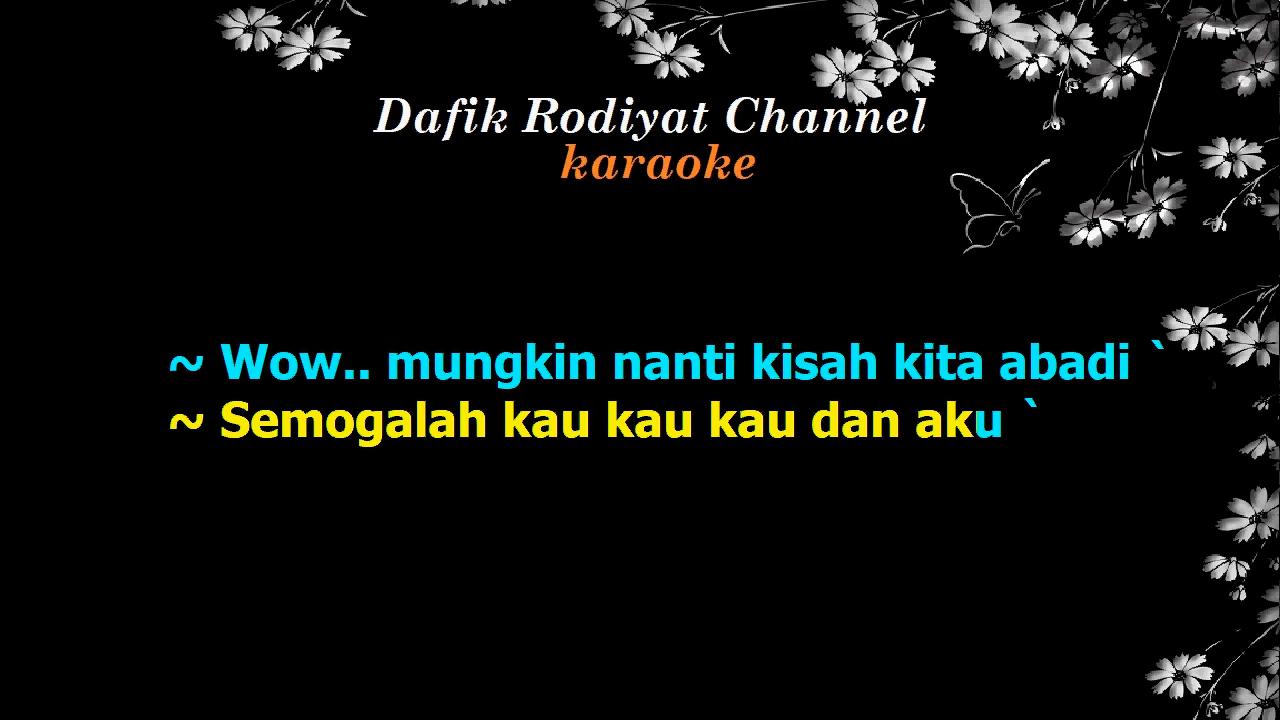 Dafik Rodiyat Channel
karaoke
~ Wow.. mungkin nanti kisah kita abadi `
~ Semogalah kau kau kau dan aku `